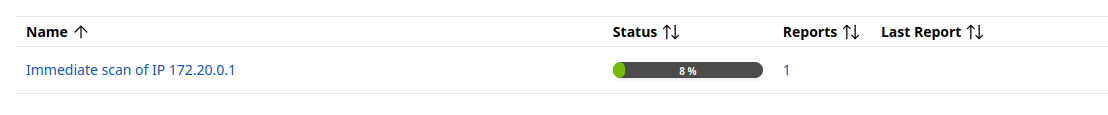 Name Status Reports Last Report
Immediate scan of IP 172.20.0.1 8 % 1